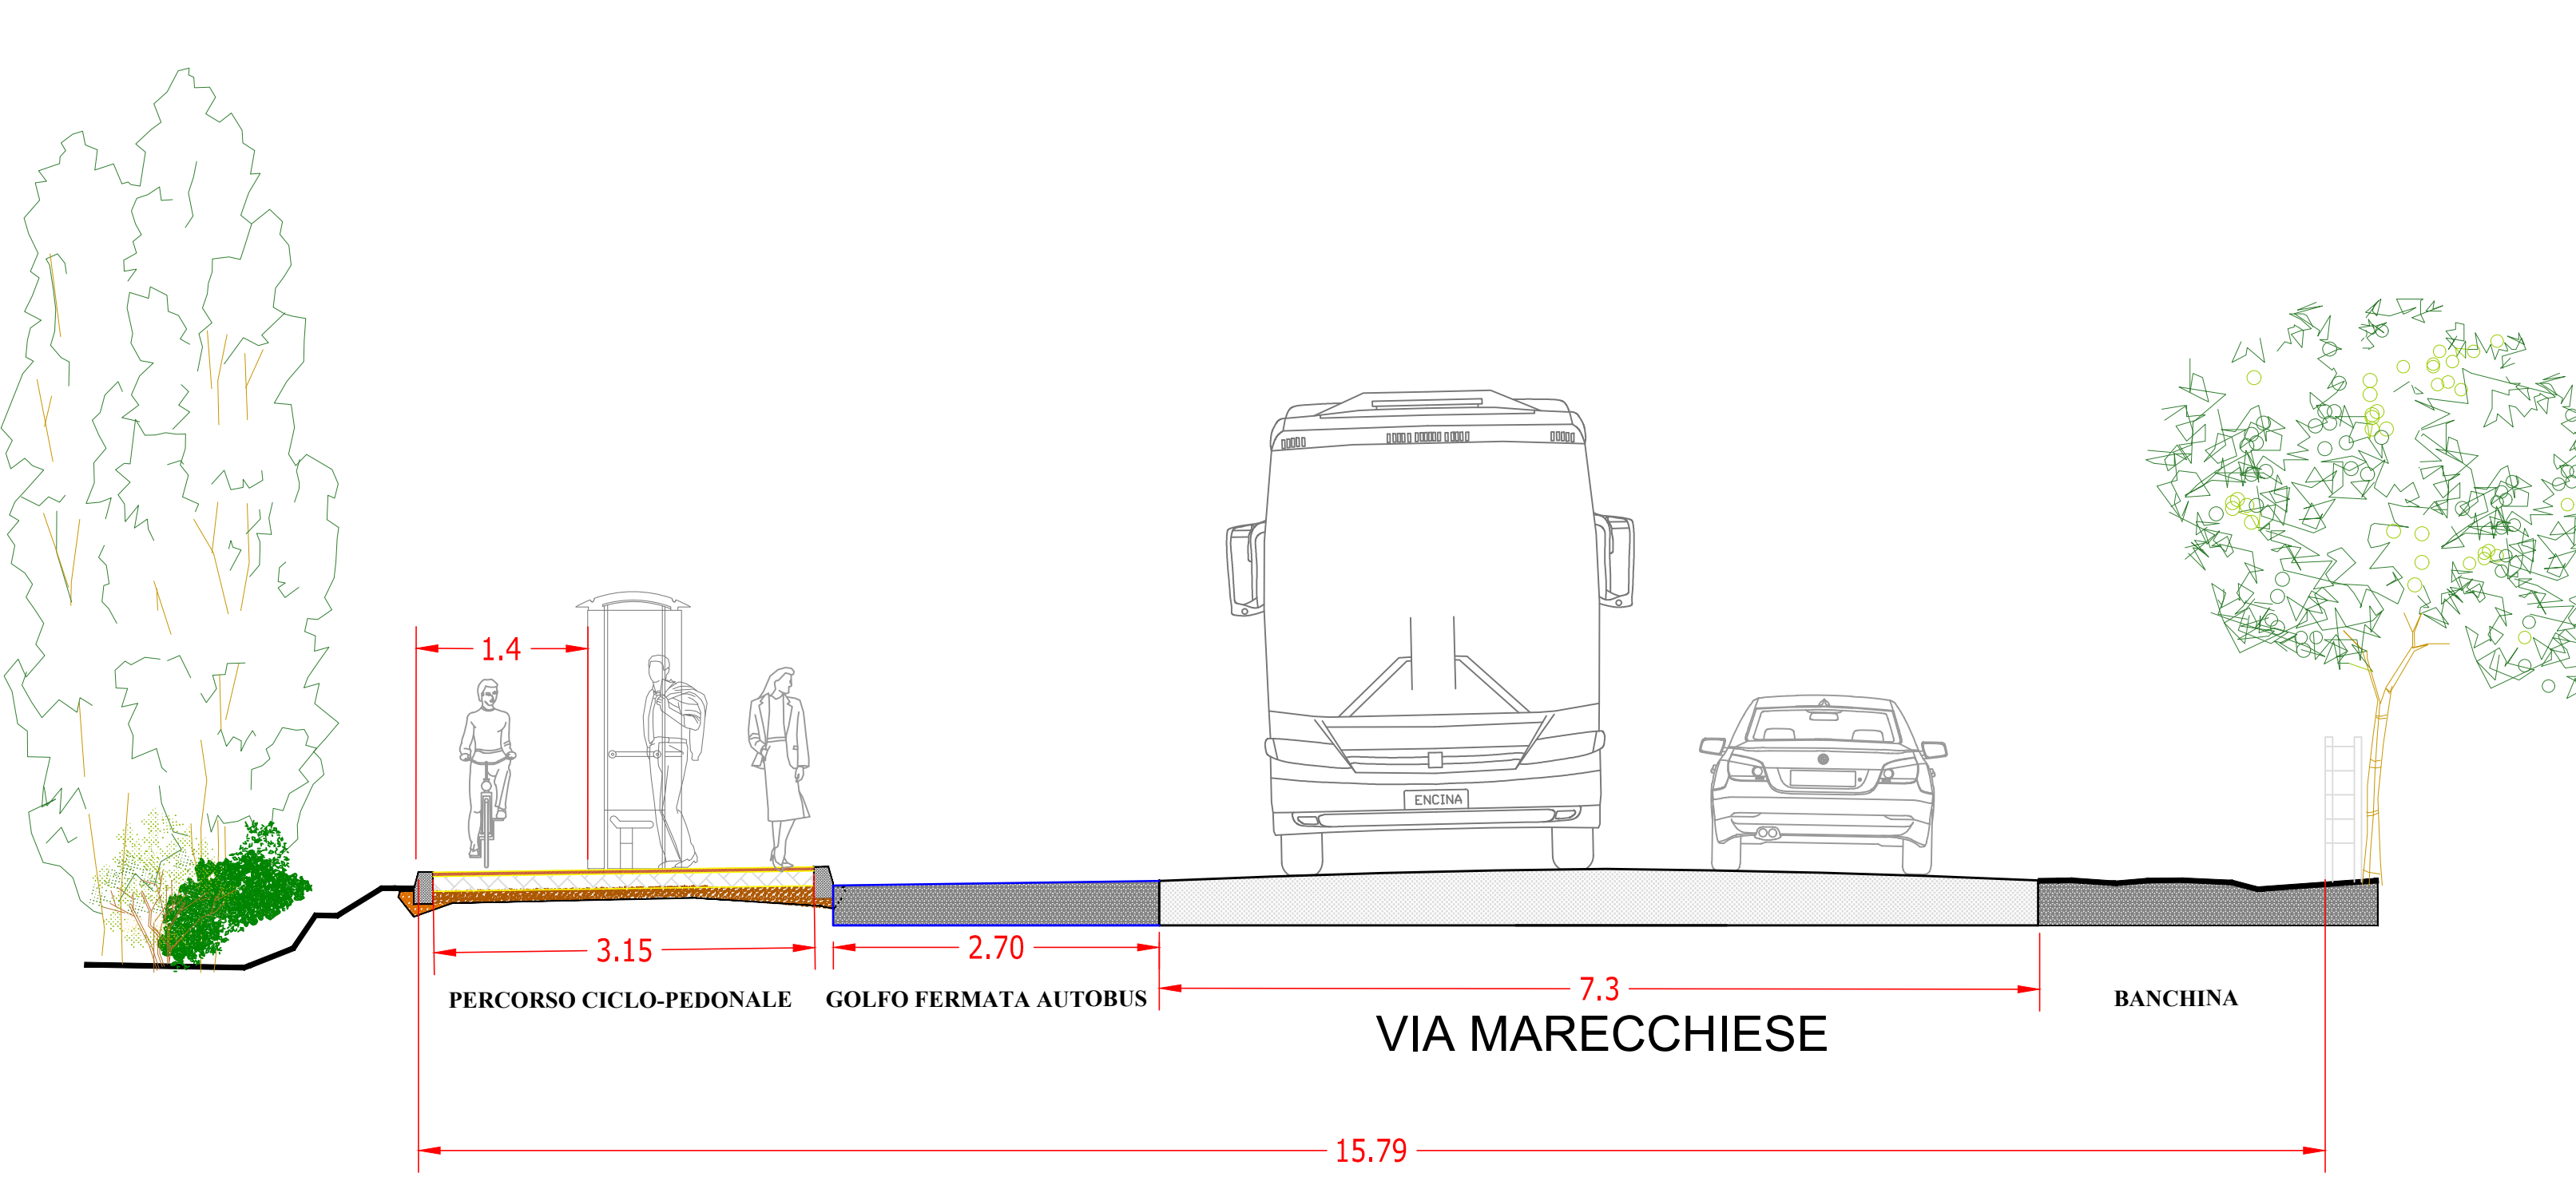 1.4
ENCINA
3.15
2.70
7.3
PERCORSO CICLO-PEDONALE
GOLFO FERMATA AUTOBUS
BANCHINA
VIA MARECCHIESE
15.79